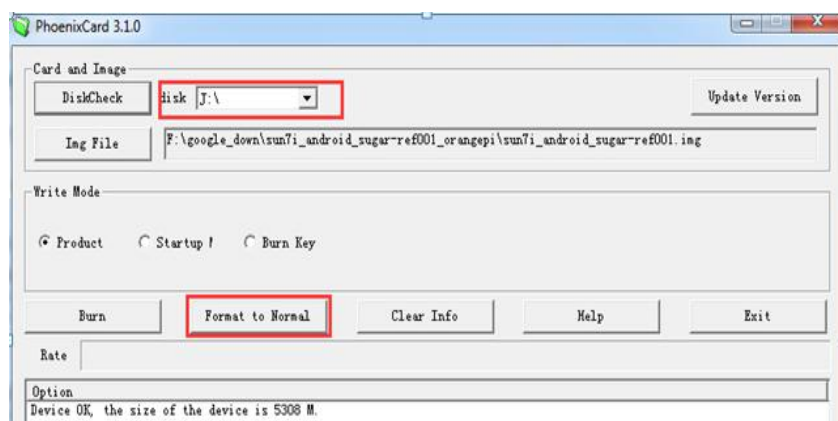 PhoenixCard 3.1.0
Card and Image
DiskCheck disk J:\ Update Version
Img File F:\google_down\sun7i_android_sugar-ref001_orangepi\sun7i_android_sugar-ref001.img
Write Mode
Product Startup Burn Key
Burn Format to Normal Clear Info Help Exit
Rate
Option
Device OK, the size of the device is 5308 M.